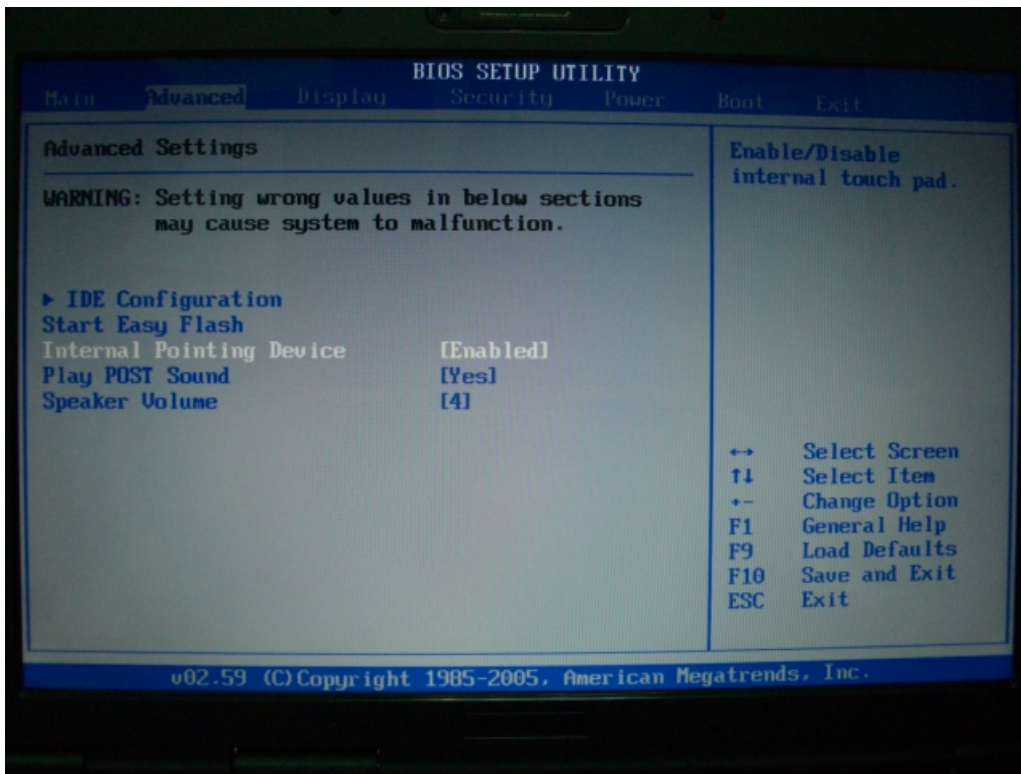 BIOS SETUP UTILITY
Main Advanced Display Security Power Boot Exit
Advanced Settings
WARNING: Setting wrong values in below sections
may cause system to malfunction.
▶ IDE Configuration
Start Easy Flash
Internal Pointing Device [Enabled]
Play POST Sound [Yes]
Speaker Volume [4]
Enable/Disable
internal touch pad.
↔ Select Screen
↑↓ Select Item
+- Change Option
F1 General Help
F9 Load Defaults
F10 Save and Exit
ESC Exit
v02.59 (C)Copyright 1985-2005, American Megatrends, Inc.